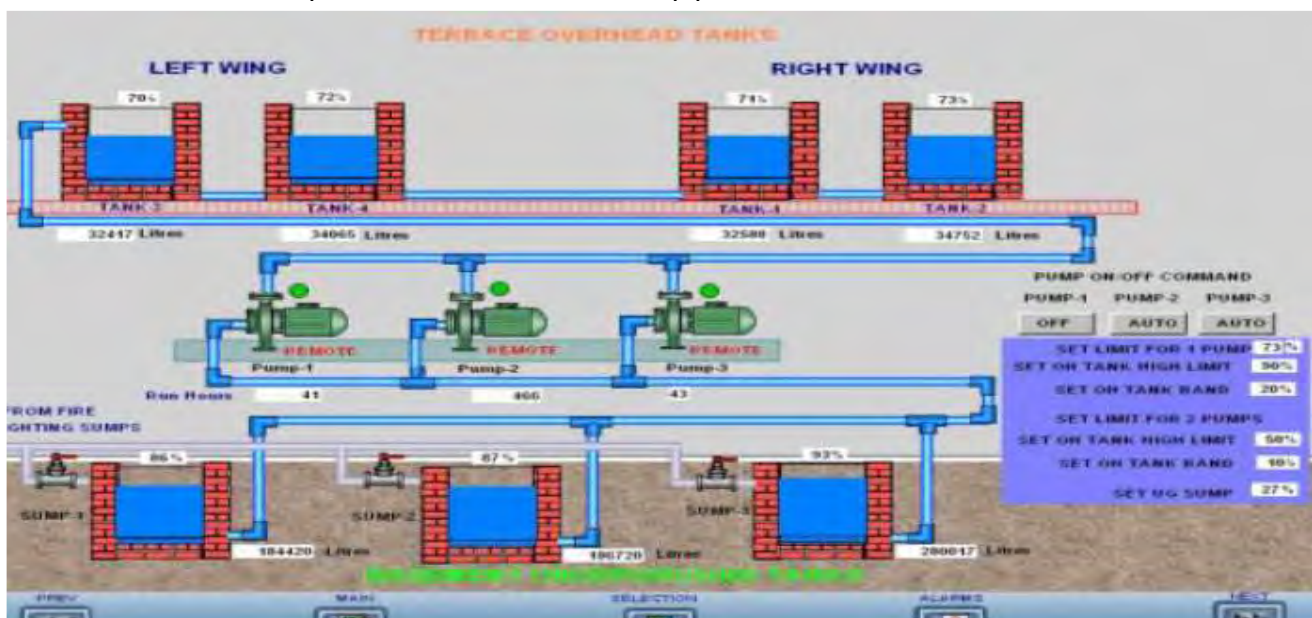 TERRACE OVERHEAD TANKS
LEFT WING RIGHT WING
70% 72% 71% 73%
TANK-3 TANK-4 TANK-1 TANK-2
32417 Litres 34065 Litres 32580 Litres 34752 Litres
PUMP ON/OFF COMMAND
PUMP-1 PUMP-2 PUMP-3
OFF AUTO AUTO
REMOTE REMOTE REMOTE
Pump-1 Pump-2 Pump-3
SET LIMIT FOR 1 PUMP 73%
SET OH TANK HIGH LIMIT 90%
SET OH TANK BAND 20%
Run Hours 41 466 43
SET LIMIT FOR 2 PUMPS
SET OH TANK HIGH LIMIT 50%
SET OH TANK BAND 10%
SET UG SUMP 27%
FROM FIRE
GHTING SUMPS
86% 87% 93%
SUMP-1 SUMP-2 SUMP-3
184420 Litres 186720 Litres 280017 Litres
BASEMENT UNDERGROUND TANKS
PREV MAIN SELECTION ALARMS NEXT